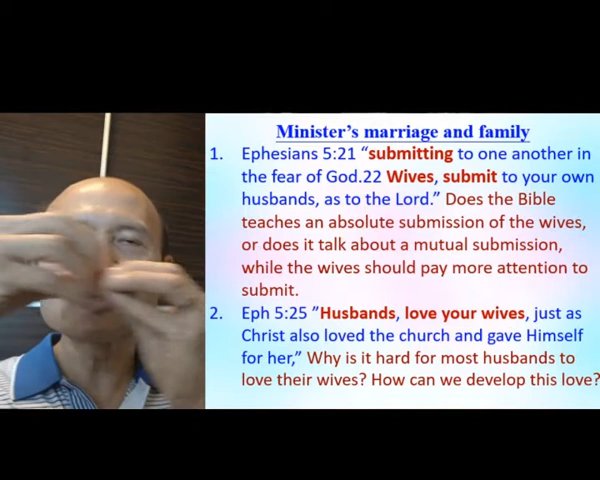 Minister's marriage and family
1. Ephesians 5:21 “submitting to one another in
the fear of God.22 Wives, submit to your own
husbands, as to the Lord.” Does the Bible
teaches an absolute submission of the wives,
or does it talk about a mutual submission,
while the wives should pay more attention to
submit.
2. Eph 5:25 ”Husbands, love your wives, just as
Christ also loved the church and gave Himself
for her,” Why is it hard for most husbands to
love their wives? How can we develop this love?